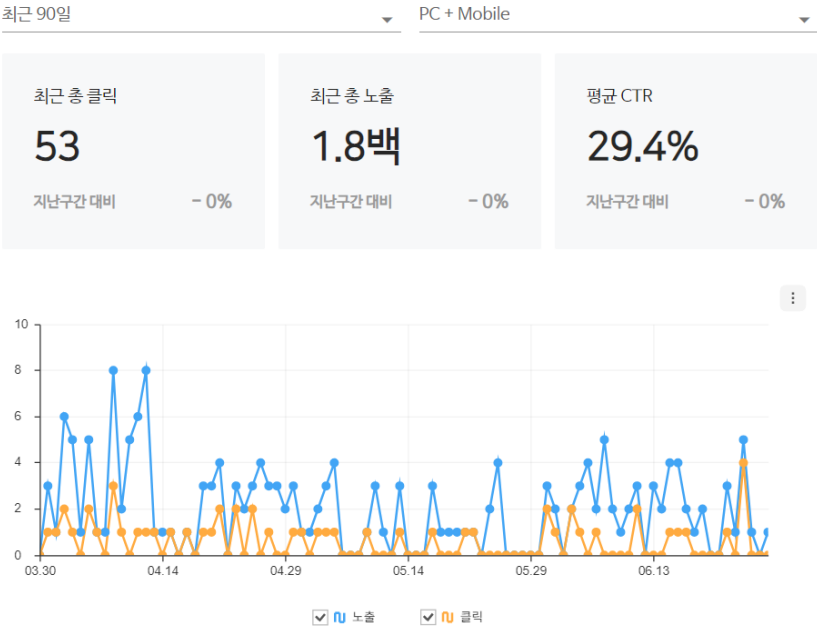 최근 90일
PC + Mobile
최근 총 클릭
53
지난구간 대비
- 0%
최근 총 노출
1.8백
지난구간 대비
- 0%
평균 CTR
29.4%
지난구간 대비
- 0%
10
8
6
4
2
0
03.30
04.14
04.29
05.14
05.29
06.13
노출
클릭